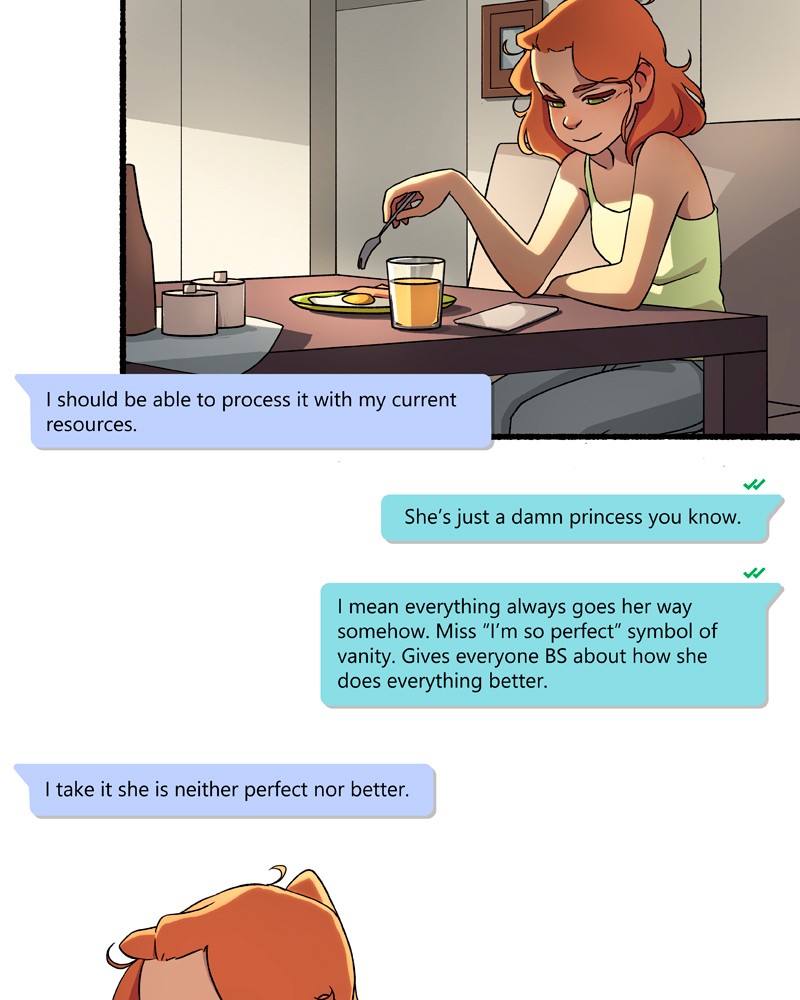 I should be able to process it with my current
resources.
She's just a damn princess you know.
I mean everything always goes her way
somehow. Miss “I'm so perfect” symbol of
vanity. Gives everyone BS about how she
does everything better.
I take it she is neither perfect nor better.